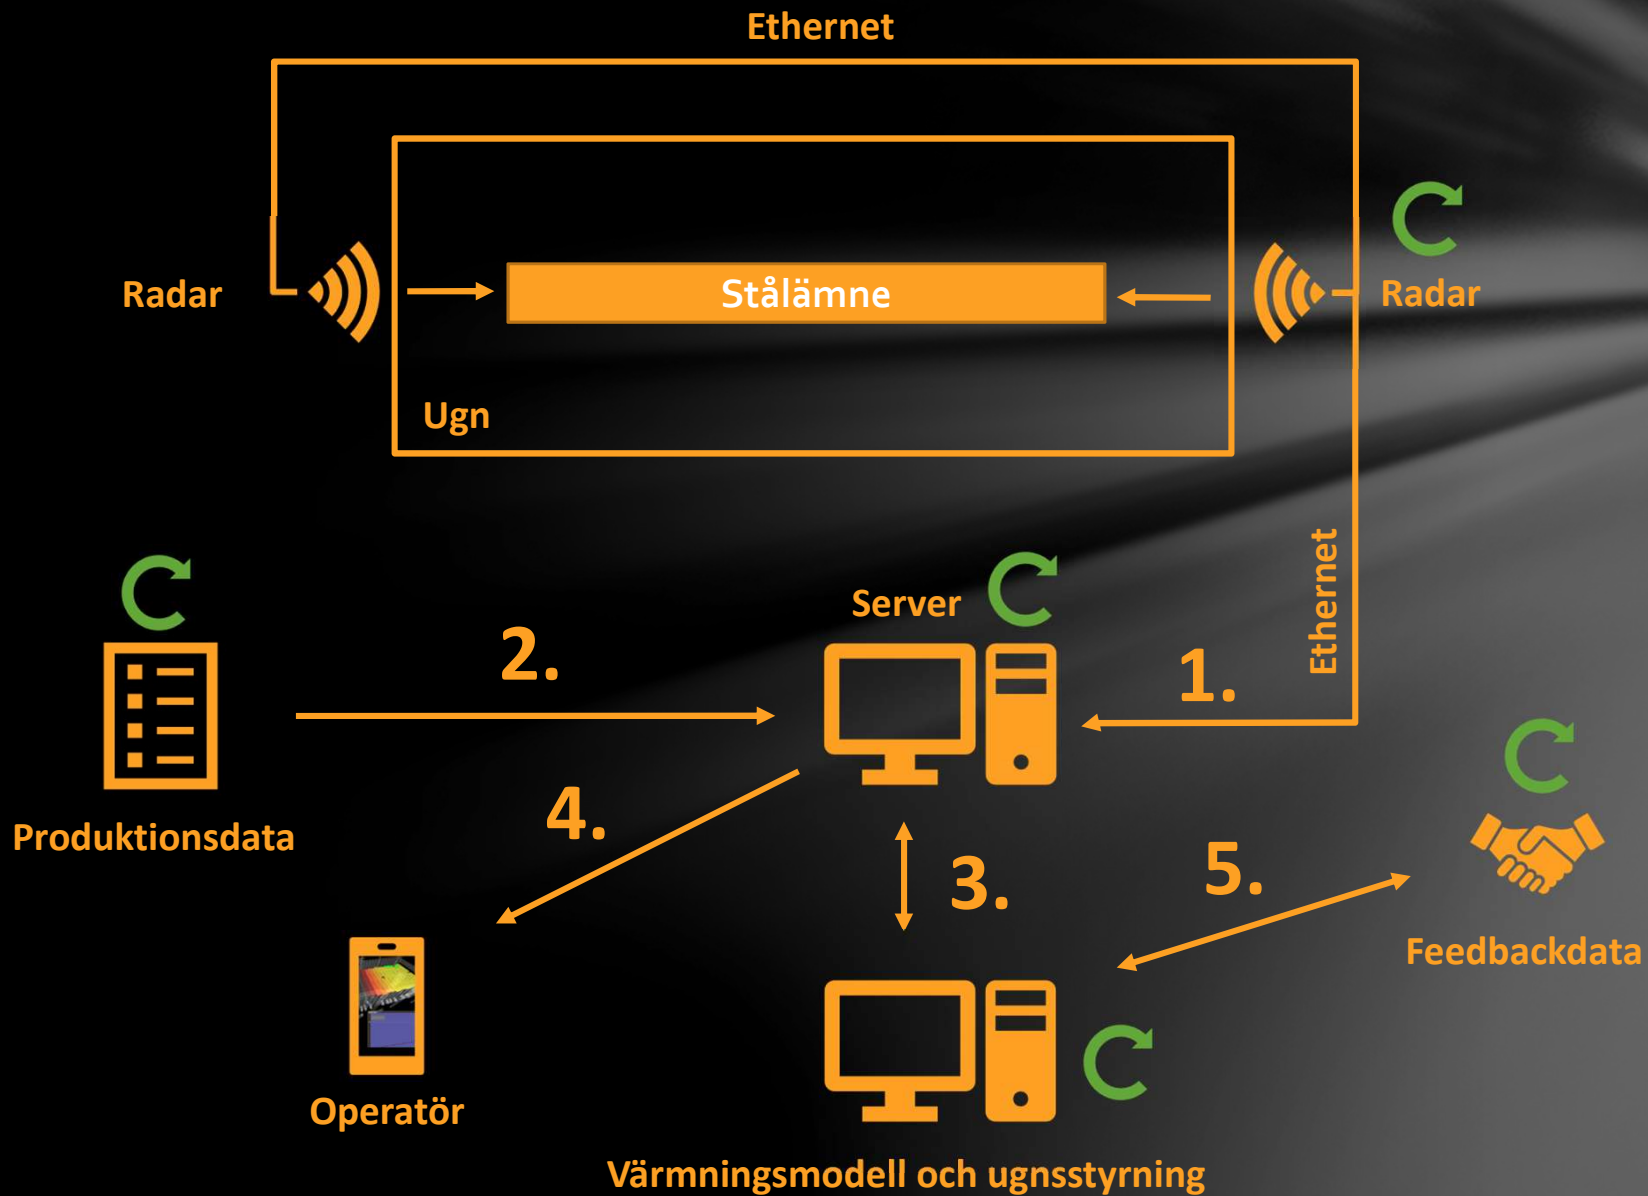 Ethernet
Radar
Stålämne
Radar
Ugn
Ethernet
Server
2.
1.
4.
Produktionsdata
3.
5.
Feedbackdata
Operatör
Värmningsmodell och ugnsstyrning